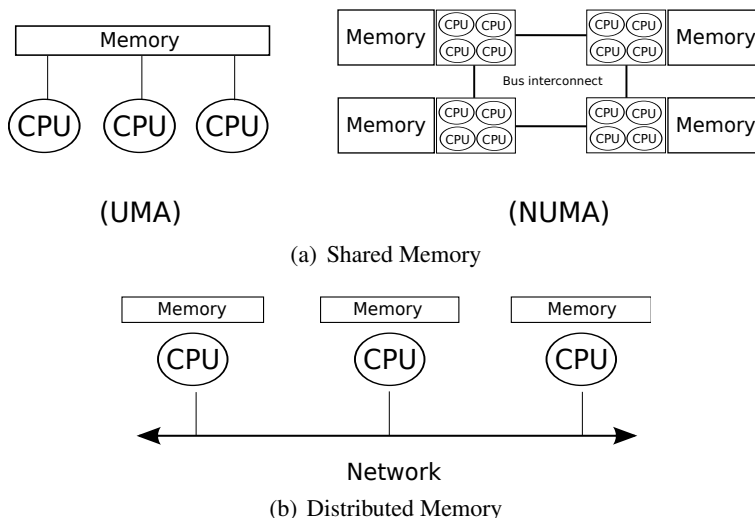 Memory
CPU CPU CPU
(UMA)
Memory CPU CPU CPU CPU Memory
CPU CPU CPU CPU
Bus interconnect
Memory CPU CPU CPU CPU Memory
CPU CPU CPU CPU
(NUMA)
(a) Shared Memory
Memory Memory Memory
CPU CPU CPU
Network
(b) Distributed Memory